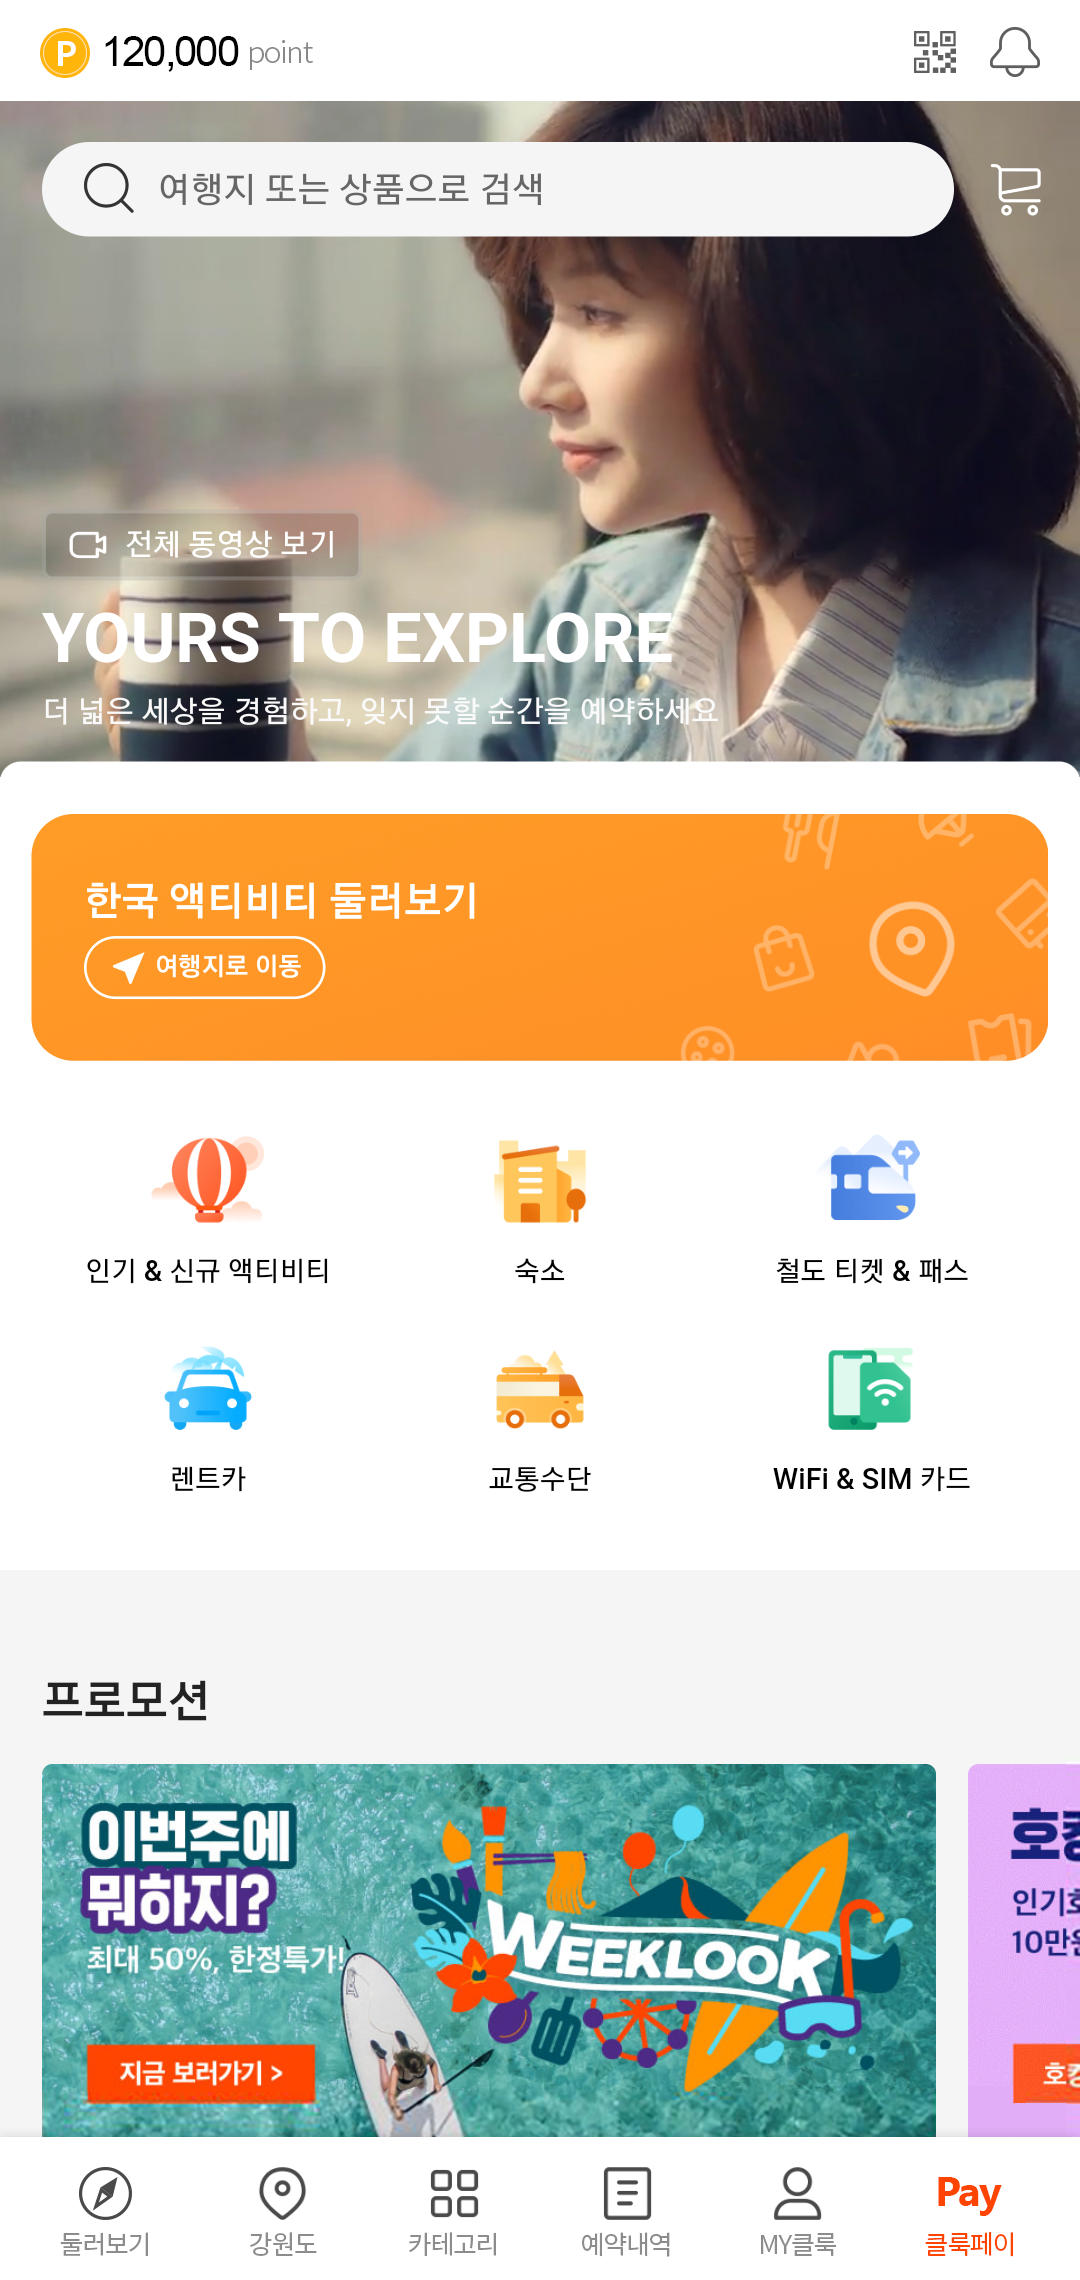 P 120,000 point
여행지 또는 상품으로 검색
전체 동영상 보기
YOURS TO EXPLORE
더 넓은 세상을 경험하고, 잊지 못할 순간을 예약하세요
한국 액티비티 둘러보기
여행지로 이동
인기 & 신규 액티비티
숙소
철도 티켓 & 패스
렌트카
교통수단
WiFi & SIM 카드
프로모션
이번주에
뭐하지?
최대 50%, 한정특가!
WEEKLOOK
지금 보러가기 >
인기
10만원
둘러보기
강원도
카테고리
예약내역
MY클룩
Pay
클룩페이